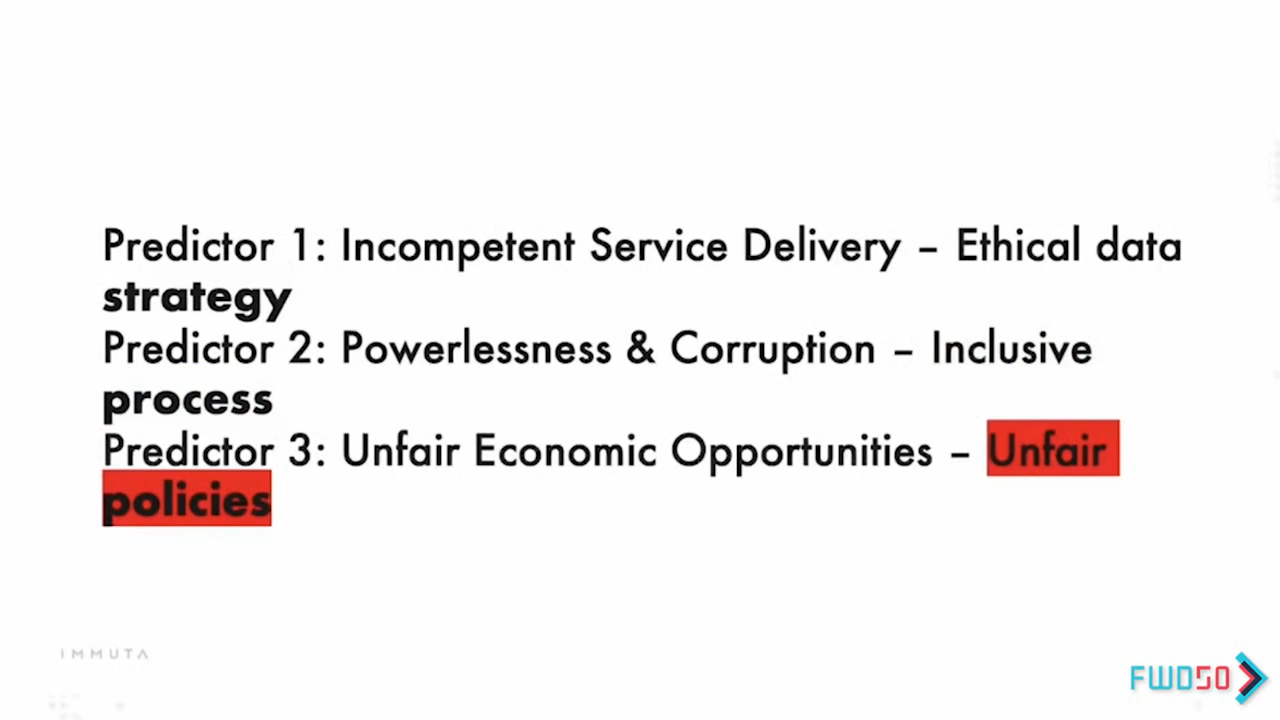 Predictor 1: Incompetent Service Delivery – Ethical data
strategy
Predictor 2: Powerlessness & Corruption – Inclusive
process
Predictor 3: Unfair Economic Opportunities – Unfair
policies
IMMUTA
FWD50